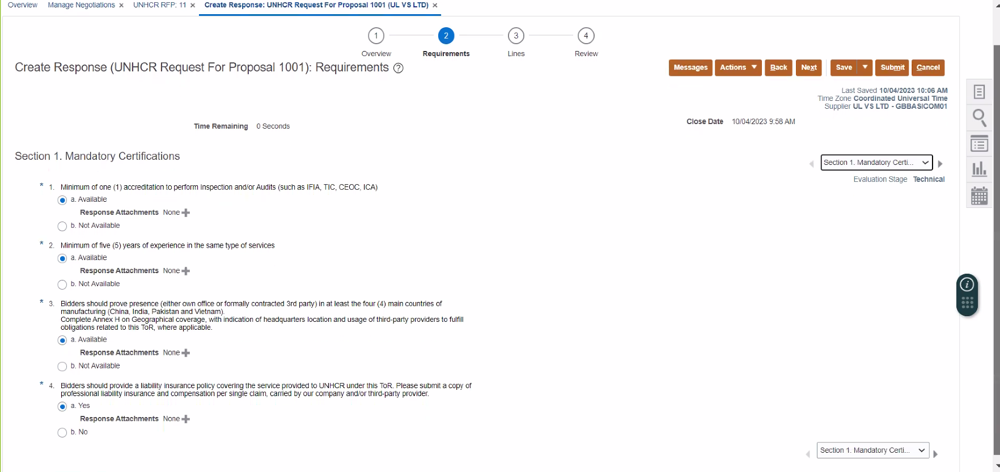 Overview Manage Negotiations × UNHCR RFP: 11 × Create Response: UNHCR Request For Proposal 1001 (UL VS LTD) ×
1 2 3 4
Overview Requirements Lines Review
Create Response (UNHCR Request For Proposal 1001): Requirements ?
Messages Actions Back Next Save Submit Cancel
Last Saved 10/04/2023 10:06 AM
Time Zone Coordinated Universal Time
Supplier UL VS LTD - GBBASICOM01
Time Remaining 0 Seconds
Close Date 10/04/2023 9:58 AM
Section 1. Mandatory Certifications
Section 1. Mandatory Certi...
Evaluation Stage Technical
* 1. Minimum of one (1) accreditation to perform Inspection and/or Audits (such as IFIA, TIC, CEOC, ICA)
a. Available
Response Attachments None
b. Not Available
* 2. Minimum of five (5) years of experience in the same type of services
a. Available
Response Attachments None
b. Not Available
* 3. Bidders should prove presence (either own office or formally contracted 3rd party) in at least the four (4) main countries of
manufacturing (China, India, Pakistan and Vietnam).
Complete Annex H on Geographical coverage, with indication of headquarters location and usage of third-party providers to fulfill
obligations related to this ToR, where applicable.
a. Available
Response Attachments None
b. Not Available
* 4. Bidders should provide a liability insurance policy covering the service provided to UNHCR under this ToR. Please submit a copy of
professional liability insurance and compensation per single claim, carried by our company and/or third-party provider.
a. Yes
Response Attachments None
b. No
Section 1. Mandatory Certi...